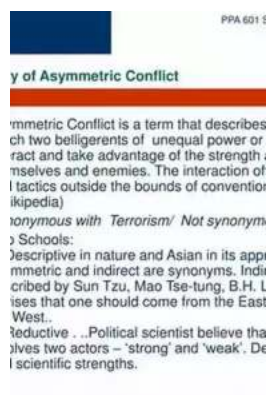 PPA 601 S
y of Asymmetric Conflict
mmetric Conflict is a term that describes
ch two belligerents of unequal power or
ract and take advantage of the strength
mselves and enemies. The interaction of
tactics outside the bounds of convention
ikipedia)
onymous with Terrorism/ Not synonym
Schools:
Descriptive in nature and Asian in its appr
mmetric and indirect are synonyms. Indi
cribed by Sun Tzu, Mao Tse-tung, B.H. L
ises that one should come from the East
West..
Reductive . ..Political scientist believe tha
olves two actors – 'strong' and 'weak'. De
scientific strengths.